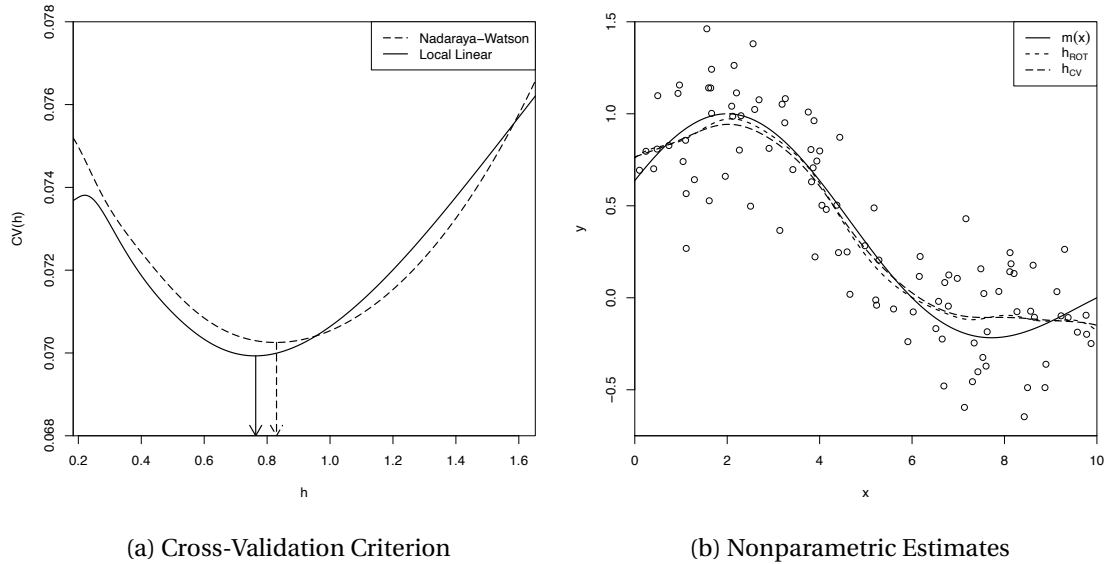 0.068 0.070 0.072 0.074 0.076 0.078
CV(h)
Nadaraya−Watson
Local Linear
0.2 0.4 0.6 0.8 1.0 1.2 1.4 1.6
h
(a) Cross-Validation Criterion
−0.5 0.0 0.5 1.0 1.5
y
m(x)
hROT
hCV
0 2 4 6 8 10
x
(b) Nonparametric Estimates